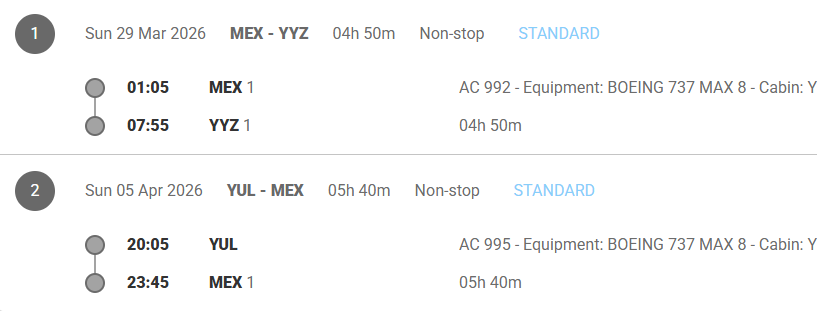 1 Sun 29 Mar 2026 MEX - YYZ 04h 50m Non-stop STANDARD
01:05 MEX 1 AC 992 - Equipment: BOEING 737 MAX 8 - Cabin: Y
07:55 YYZ 1 04h 50m
2 Sun 05 Apr 2026 YUL - MEX 05h 40m Non-stop STANDARD
20:05 YUL AC 995 - Equipment: BOEING 737 MAX 8 - Cabin: Y
23:45 MEX 1 05h 40m